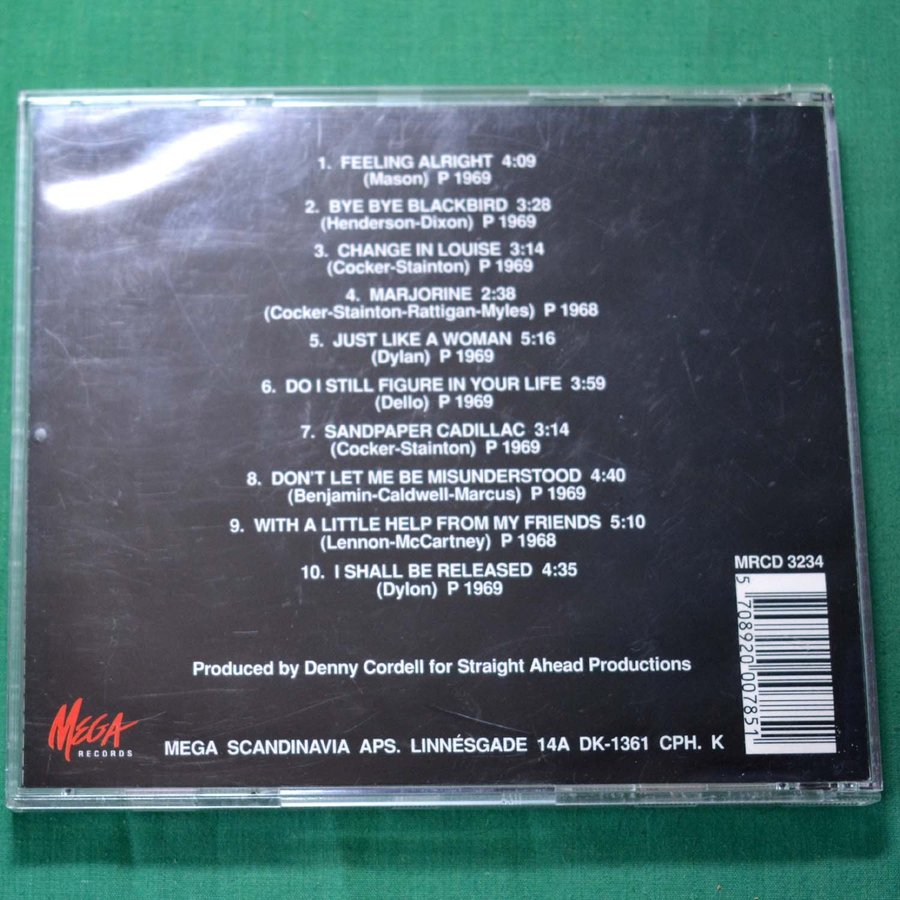 1. FEELING ALRIGHT 4:09
(Mason) P 1969
2. BYE BYE BLACKBIRD 3:28
(Henderson-Dixon) P 1969
3. CHANGE IN LOUISE 3:14
(Cocker-Stainton) P 1969
4. MARJORINE 2:38
(Cocker-Stainton-Rattigan-Myles) P 1968
5. JUST LIKE A WOMAN 5:16
(Dylan) P 1969
6. DO I STILL FIGURE IN YOUR LIFE 3:59
(Dello) P 1969
7. SANDPAPER CADILLAC 3:14
(Cocker-Stainton) P 1969
8. DON'T LET ME BE MISUNDERSTOOD 4:40
(Benjamin-Caldwell-Marcus) P 1969
9. WITH A LITTLE HELP FROM MY FRIENDS 5:10
(Lennon-McCartney) P 1968
10. I SHALL BE RELEASED 4:35
(Dylon) P 1969
MRCD 3234
5 708920 007851
Produced by Denny Cordell for Straight Ahead Productions
MEGA
RECORDS
MEGA SCANDINAVIA APS. LINNÉSGADE 14A DK-1361 CPH. K